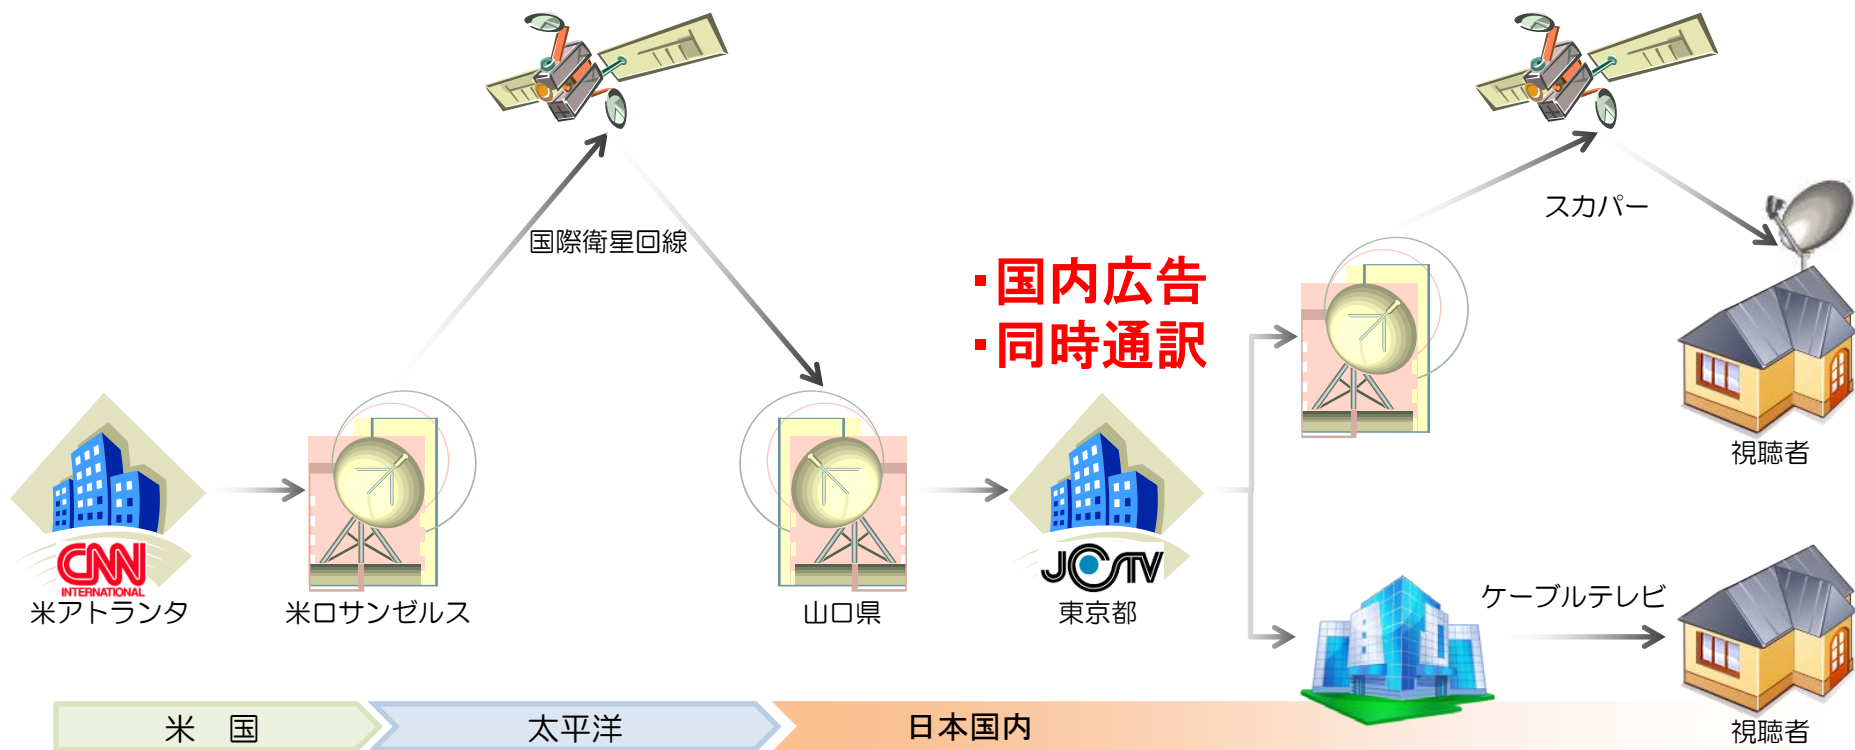 国際衛星回線
スカパー
・国内広告
・同時通訳
視聴者
CNN
INTERNATIONAL
米アトランタ
米ロサンゼルス
山口県
JCTV
東京都
ケーブルテレビ
視聴者
米　国
太平洋
日本国内